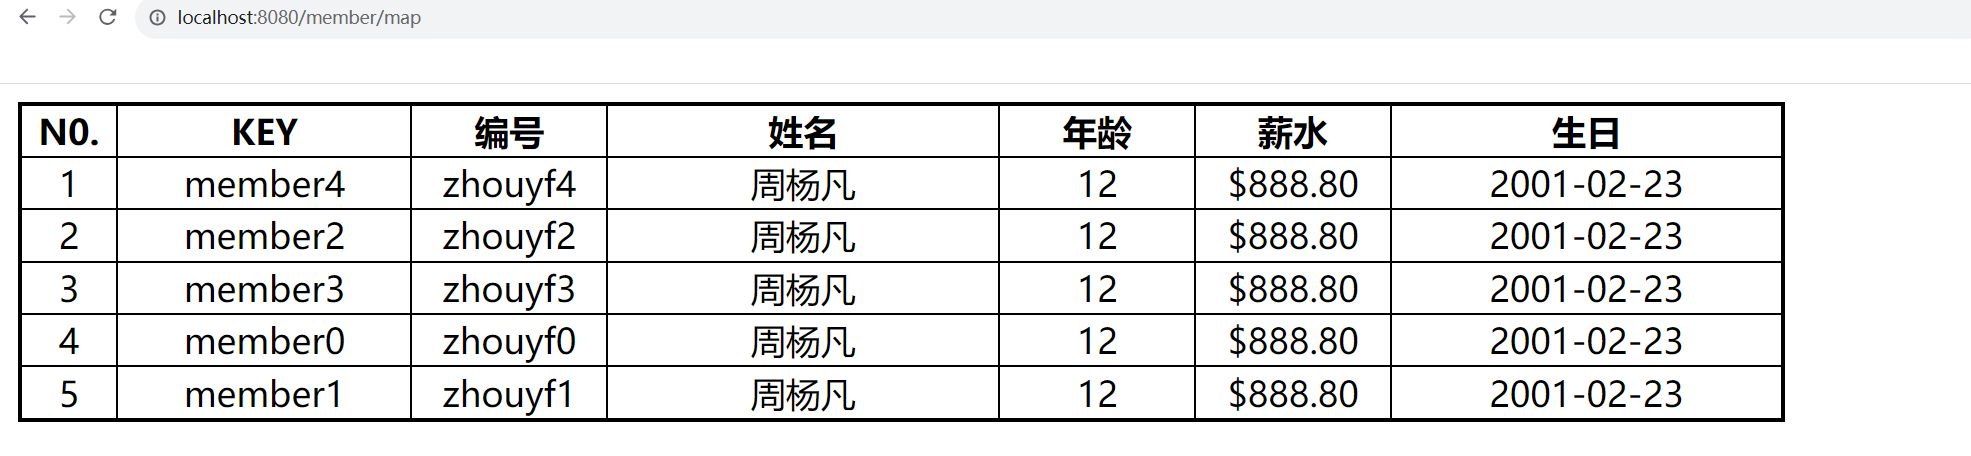 localhost:8080/member/map
N0. KEY 编号 姓名 年龄 薪水 生日
1 member4 zhouyf4 周杨凡 12 $888.80 2001-02-23
2 member2 zhouyf2 周杨凡 12 $888.80 2001-02-23
3 member3 zhouyf3 周杨凡 12 $888.80 2001-02-23
4 member0 zhouyf0 周杨凡 12 $888.80 2001-02-23
5 member1 zhouyf1 周杨凡 12 $888.80 2001-02-23